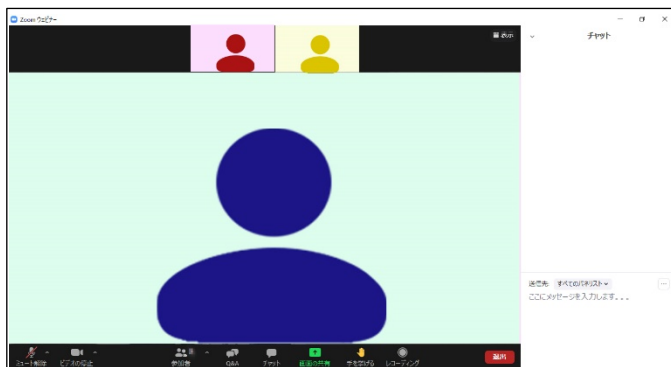 Zoom ウェビナー
表示
チャット
送信先: すべてのパネリスト
ここにメッセージを入力します...
ミュート解除
ビデオの停止
参加者
Q&A
チャット
画面の共有
手を挙げる
レコーディング
退出